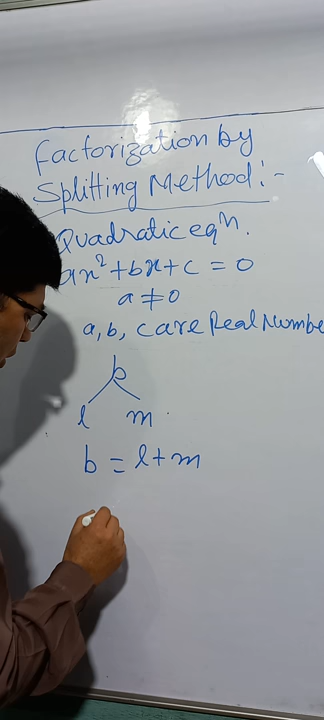 Factorization by
Splitting Method:-
Quadratic eqⁿ.
ax²+bx+c=0
a≠0
a, b, c are Real Numbe
b
l m
b = l+m